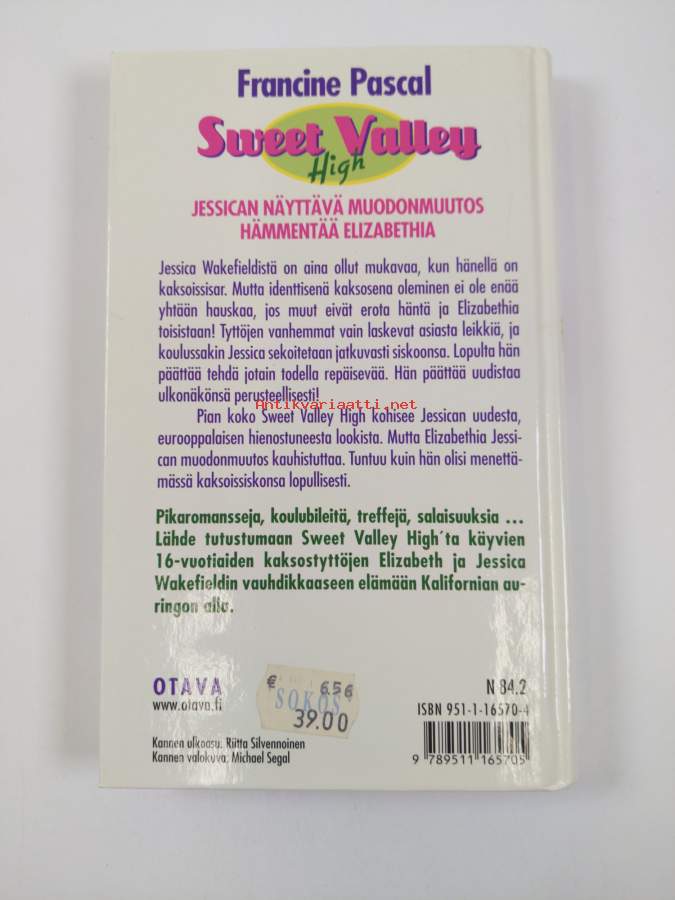 Francine Pascal
Sweet Valley
High
JESSICAN NÄYTTÄVÄ MUODONMUUTOS
HÄMMENTÄÄ ELIZABETHIA
Jessica Wakefieldistä on aina ollut mukavaa, kun hänellä on
kaksoissisar. Mutta identtisenä kaksosena oleminen ei ole enää
yhtään hauskaa, jos muut eivät erota häntä ja Elizabethia
toisistaan! Tyttöjen vanhemmat vain laskevat asiasta leikkiä, ja
koulussakin Jessica sekoitetaan jatkuvasti siskoonsa. Lopulta hän
päättää tehdä jotain todella repäisevää. Hän päättää uudistaa
ulkonäkönsä perusteellisesti!
Antikvariaatti.net
Pian koko Sweet Valley High kohisee Jessican uudesta,
eurooppalaisen hienostuneesta lookista. Mutta Elizabethia Jessi-
can muodonmuutos kauhistuttaa. Tuntuu kuin hän olisi menettä-
mässä kaksoissiskonsa lopullisesti.
Pikaromansseja, koulubileitä, treffejä, salaisuuksia ...
Lähde tutustumaan Sweet Valley High'ta käyvien
16-vuotiaiden kaksostyttöjen Elizabeth ja Jessica
Wakefieldin vauhdikkaaseen elämään Kalifornian au-
ringon alla.
OTAVA
www.otava.fi
€ 6.56
SOKOS
39.00
N 84.2
ISBN 951-1-16570-4
9 789511 165705
Kannen ulkoasu: Riitta Silvennoinen
Kannen valokuva: Michael Segal